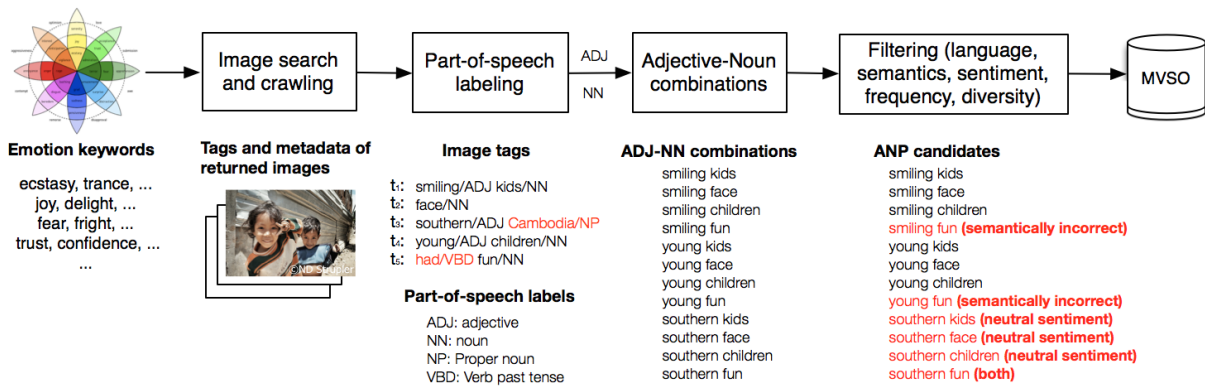 Image search
and crawling
Part-of-speech
labeling
ADJ
NN
Adjective-Noun
combinations
Filtering (language,
semantics, sentiment,
frequency, diversity)
MVSO
Emotion keywords
ecstasy, trance, ...
joy, delight, ...
fear, fright, ...
trust, confidence, ...
...
Tags and metadata of
returned images
©ND Strupler
Image tags
t₁: smiling/ADJ kids/NN
t₂: face/NN
t₃: southern/ADJ Cambodia/NP
t₄: young/ADJ children/NN
t₅: had/VBD fun/NN
Part-of-speech labels
ADJ: adjective
NN: noun
NP: Proper noun
VBD: Verb past tense
ADJ-NN combinations
smiling kids
smiling face
smiling children
smiling fun
young kids
young face
young children
young fun
southern kids
southern face
southern children
southern fun
ANP candidates
smiling kids
smiling face
smiling children
smiling fun (semantically incorrect)
young kids
young face
young children
young fun (semantically incorrect)
southern kids (neutral sentiment)
southern face (neutral sentiment)
southern children (neutral sentiment)
southern fun (both)